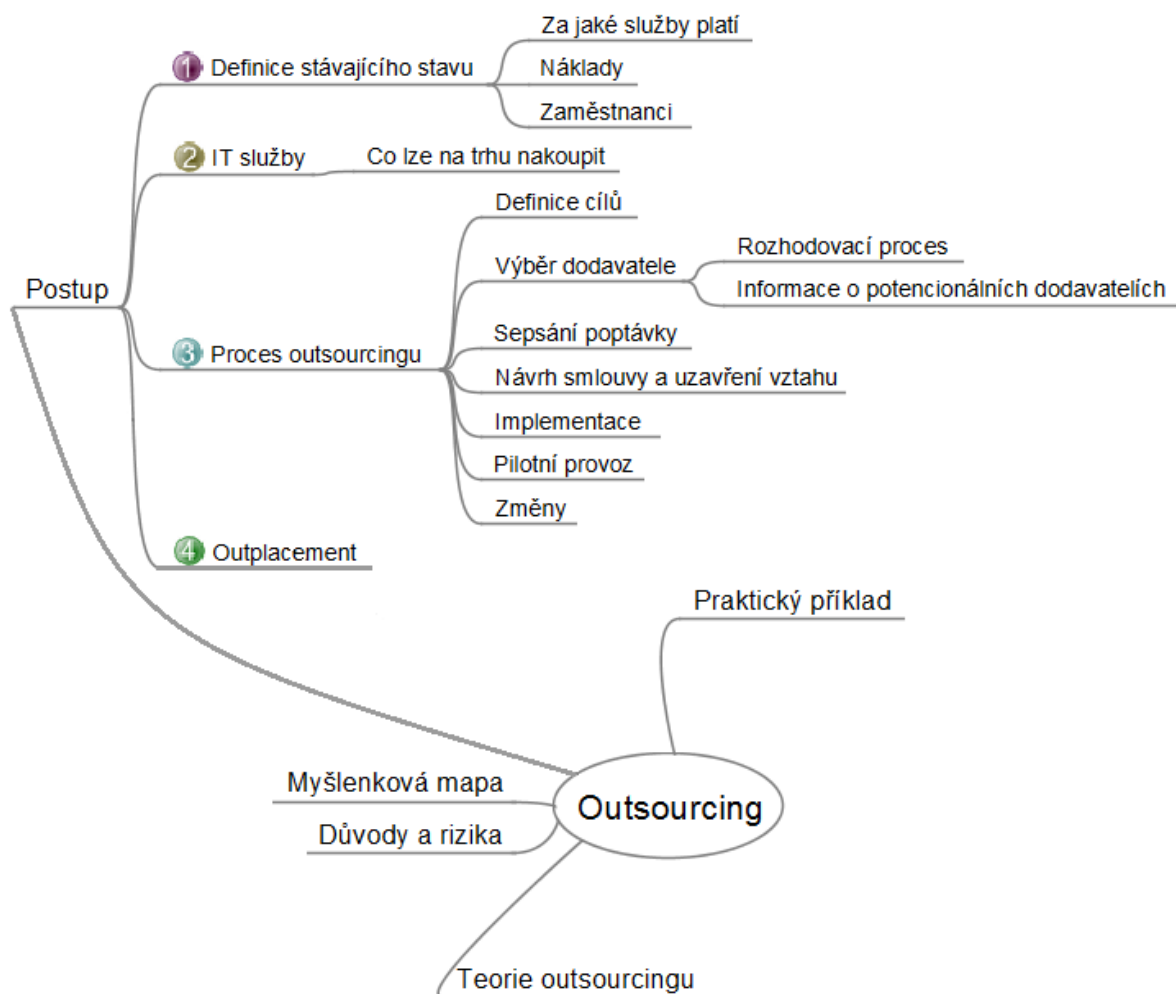 Za jaké služby platí
1 Definice stávajícího stavu
Náklady
Zaměstnanci
2 IT služby
Co lze na trhu nakoupit
Definice cílů
Rozhodovací proces
Výběr dodavatele
Informace o potencionálních dodavatelích
Postup
Sepsání poptávky
3 Proces outsourcingu
Návrh smlouvy a uzavření vztahu
Implementace
Pilotní provoz
Změny
4 Outplacement
Praktický příklad
Myšlenková mapa
Outsourcing
Důvody a rizika
Teorie outsourcingu